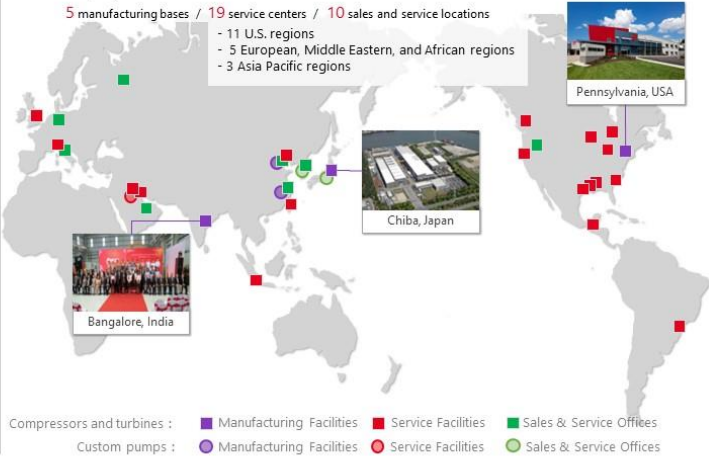 5 manufacturing bases / 19 service centers / 10 sales and service locations
- 11 U.S. regions
- 5 European, Middle Eastern, and African regions
- 3 Asia Pacific regions
Pennsylvania, USA
Chiba, Japan
Bangalore, India
Compressors and turbines : Manufacturing Facilities Service Facilities Sales & Service Offices
Custom pumps : Manufacturing Facilities Service Facilities Sales & Service Offices